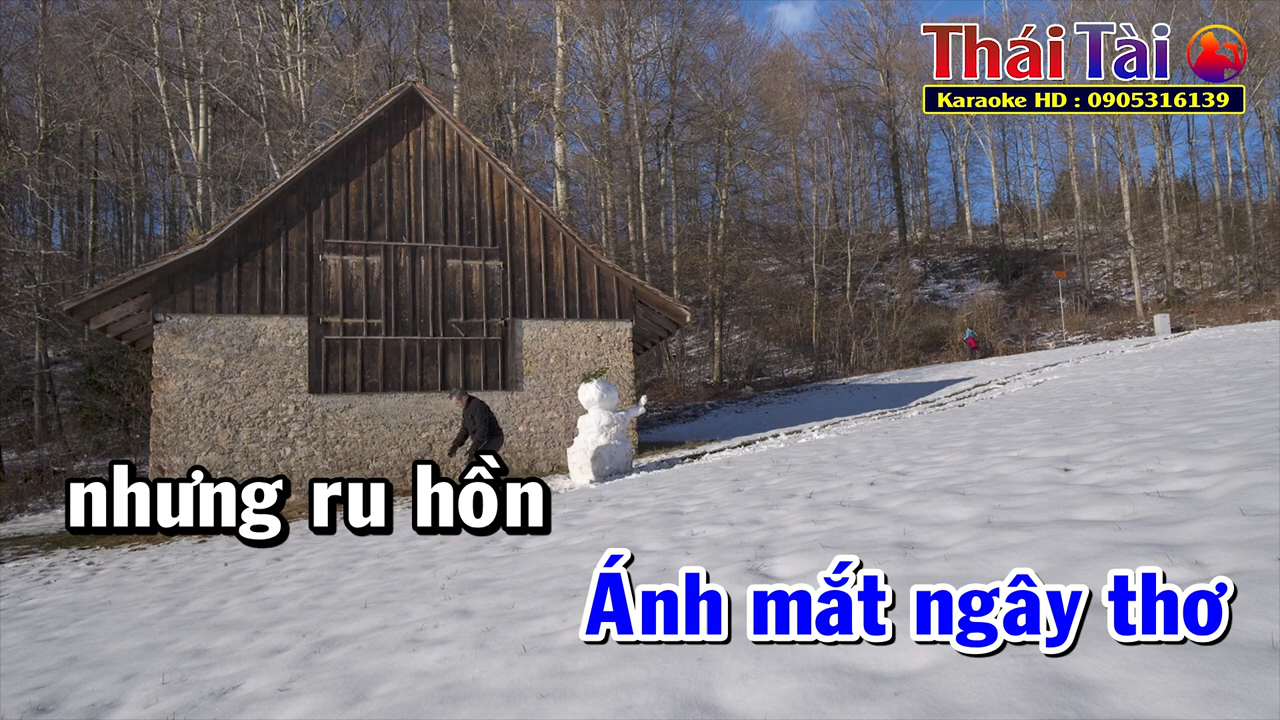 Thái Tài
Karaoke HD : 0905316139
nhưng ru hồn
Ánh mắt ngây thơ